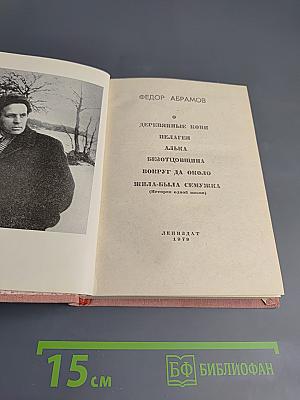 ФЕДОР АБРАМОВ
ДЕРЕВЯННЫЕ КОНИ
ПЕЛАГЕЯ
АЛЬКА
БЕЗОТЦОВЩИНА
ВОКРУГ ДА ОКОЛО
ЖИЛА-БЫЛА СЕМУЖКА
(История одной жизни)
ЛЕНИЗДАТ
1979
15 см
БФ БИБЛИОФАН